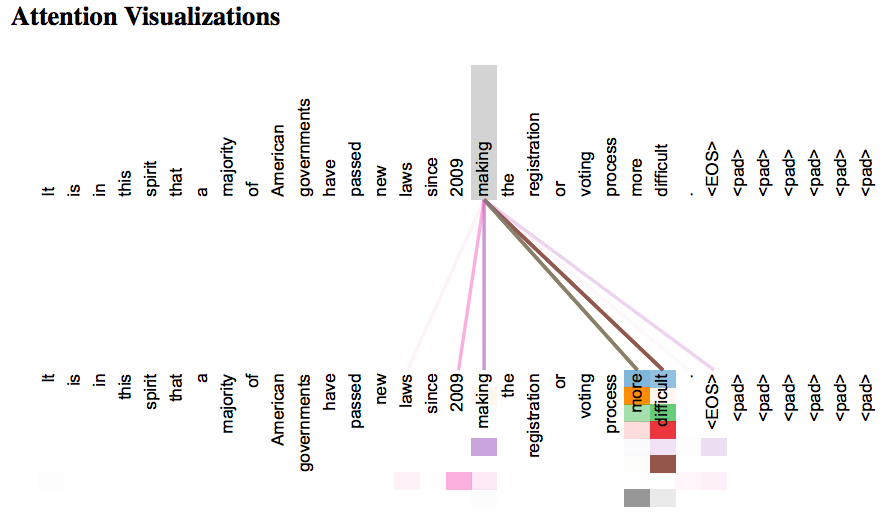 Attention Visualizations
It is in this spirit that a majority of American governments have passed new laws since 2009 making the registration or voting process more difficult . <EOS> <pad> <pad> <pad> <pad> <pad> <pad>
It is in this spirit that a majority of American governments have passed new laws since 2009 making the registration or voting process more difficult . <EOS> <pad> <pad> <pad> <pad> <pad> <pad>